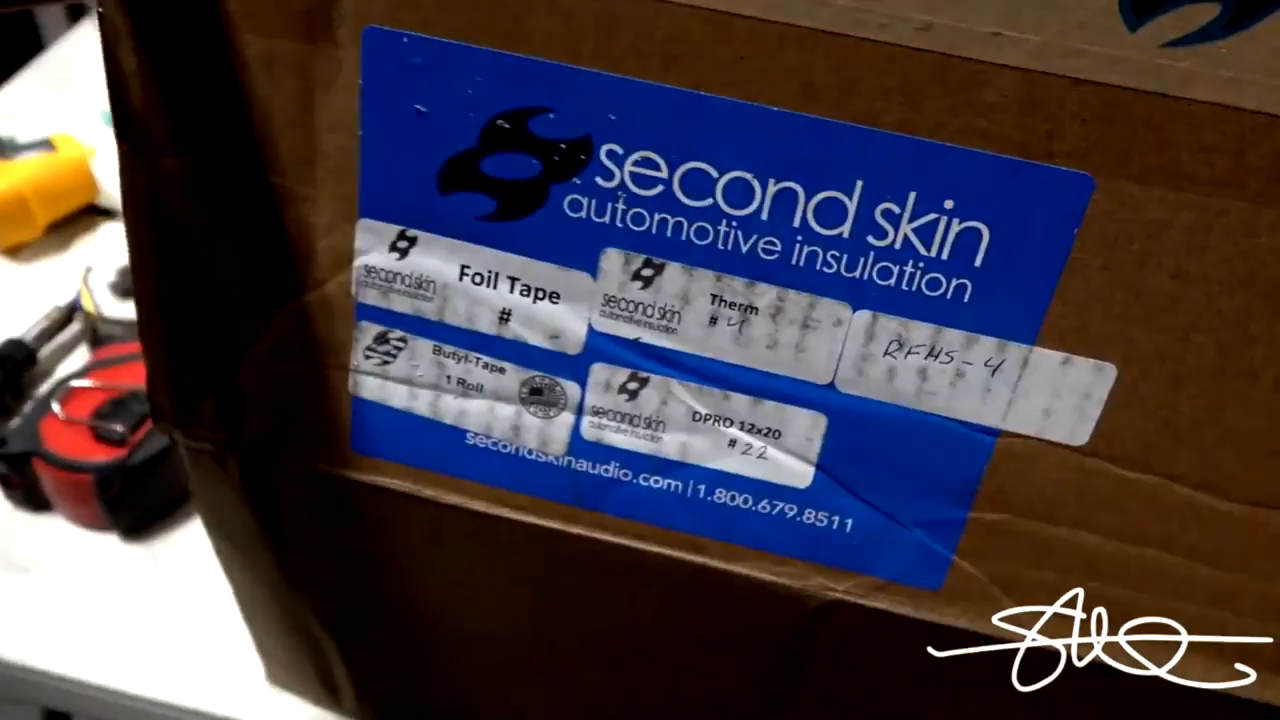 second skin
automotive insulation
second skin
automotive insulation
Foil Tape
#
second skin
automotive insulation
Therm
# 4
RFHS-4
Butyl-Tape
1 Roll
second skin
automotive insulation
DPRO 12x20
# 22
secondskinaudio.com | 1.800.679.8511